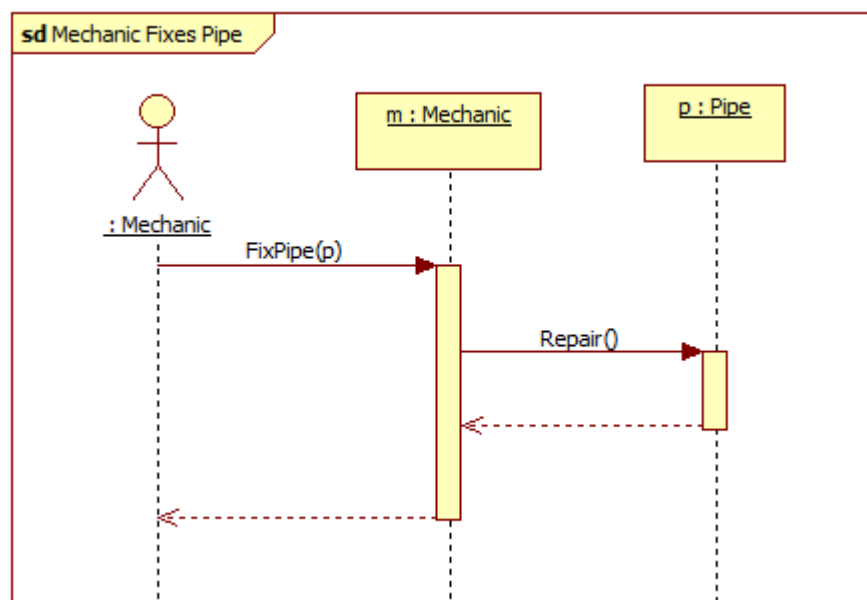 sd Mechanic Fixes Pipe
m : Mechanic
p : Pipe
: Mechanic
FixPipe(p)
Repair()